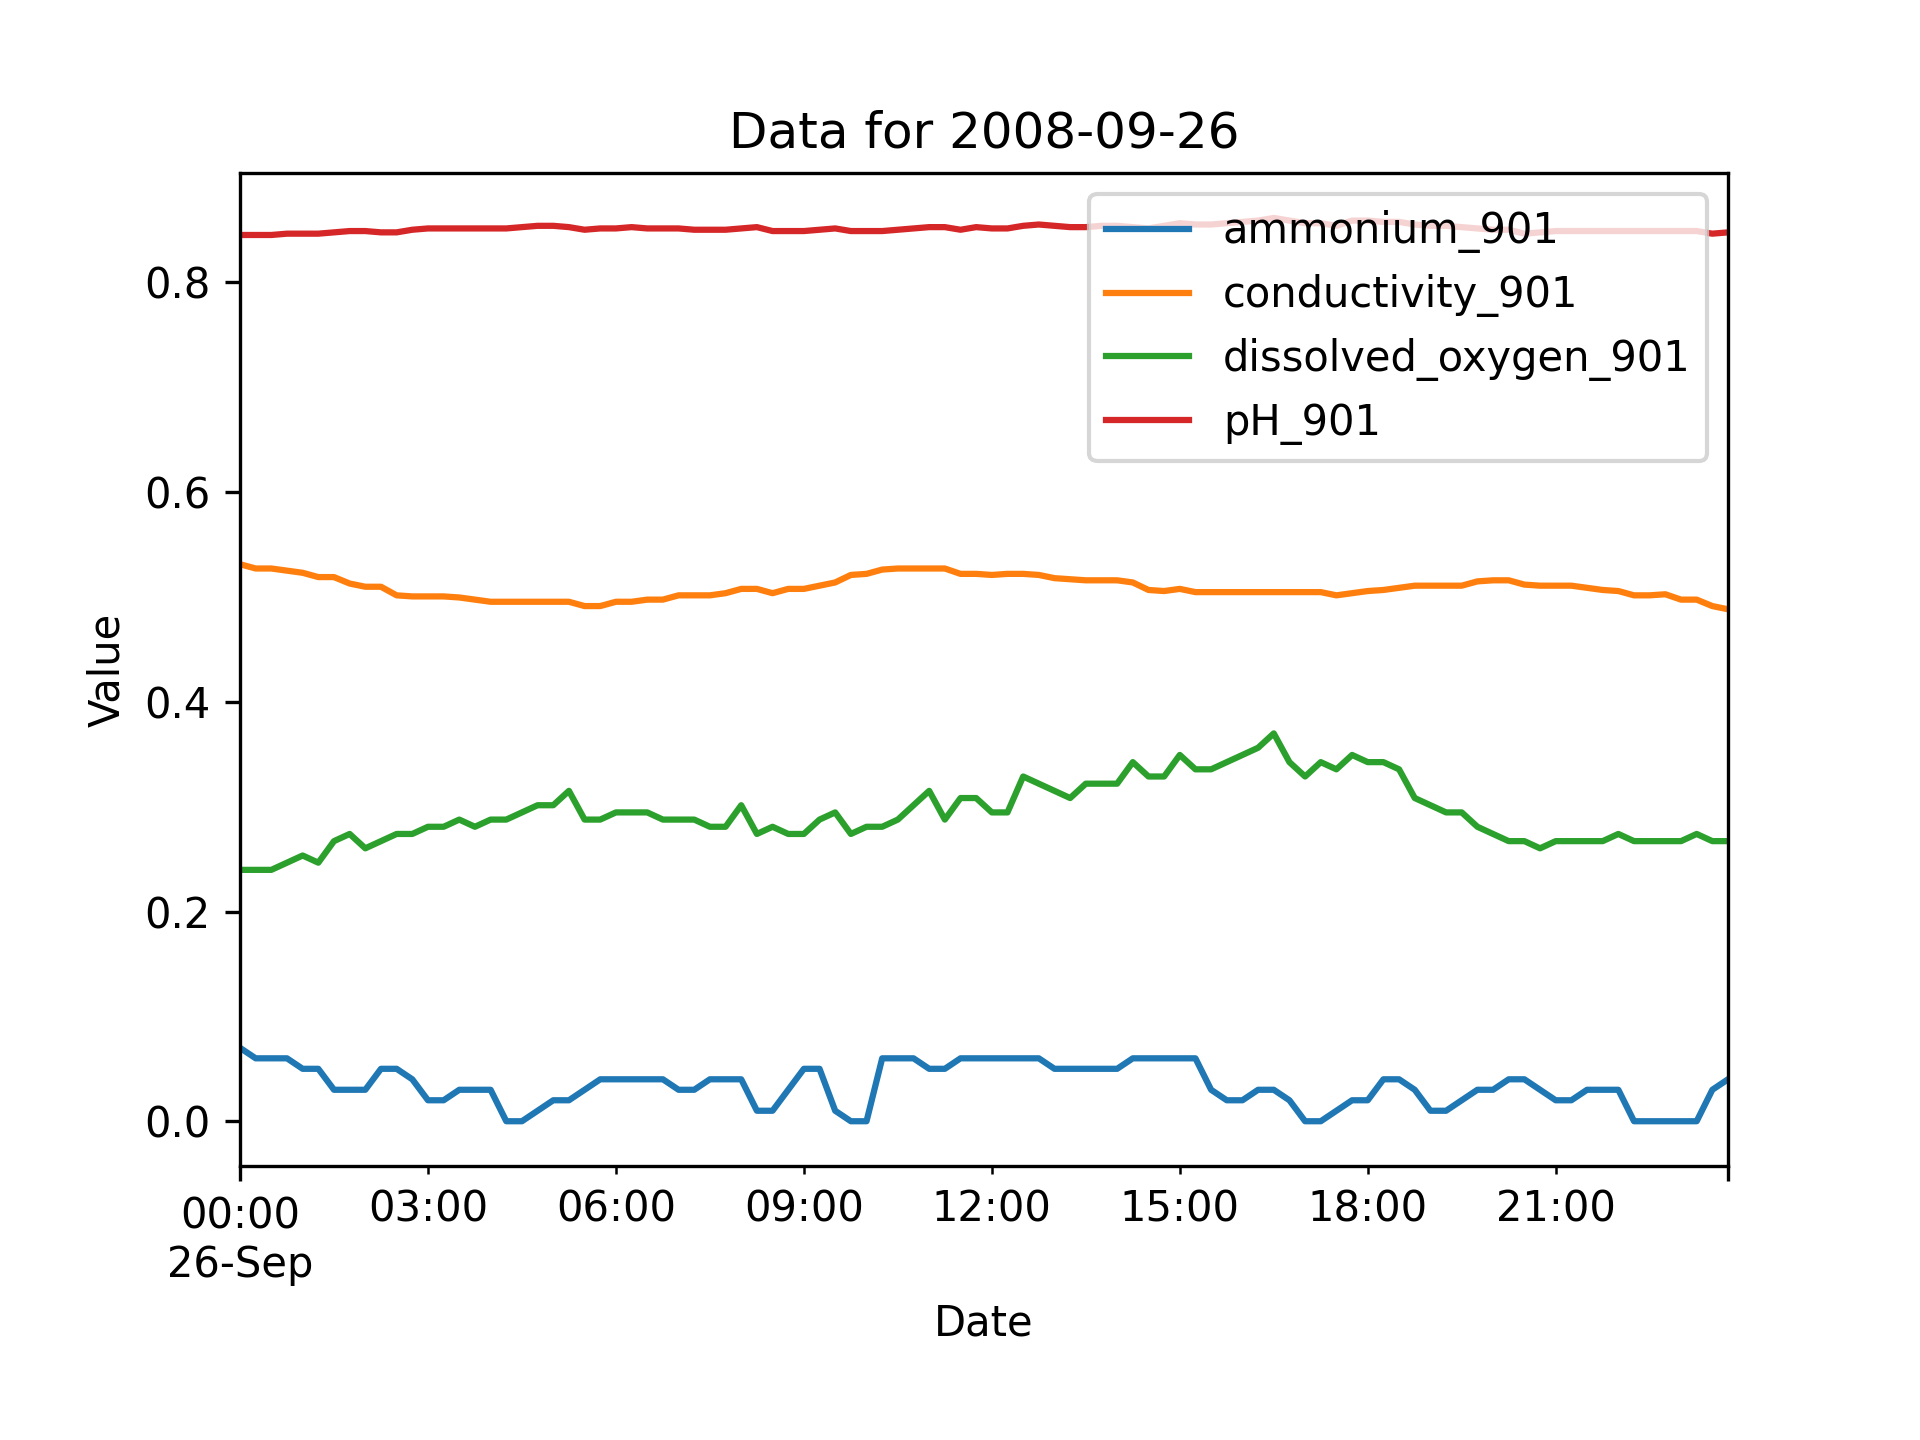 Data for 2008-09-26
ammonium_901
conductivity_901
dissolved_oxygen_901
pH_901
0.8
0.6
0.4
0.2
0.0
Value
00:00 03:00 06:00 09:00 12:00 15:00 18:00 21:00
26-Sep
Date